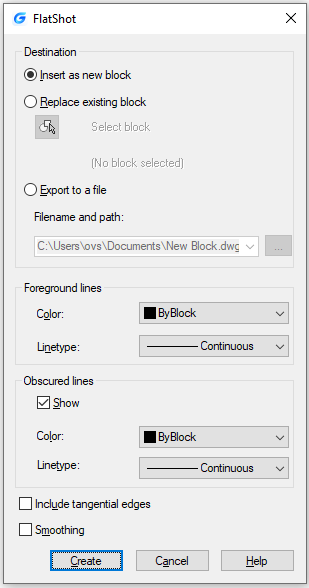 FlatShot
Destination
Insert as new block
Replace existing block
Select block
(No block selected)
Export to a file
Filename and path:
C:\Users\ovs\Documents\New Block.dwg
...
Foreground lines
Color: ByBlock
Linetype: Continuous
Obscured lines
Show
Color: ByBlock
Linetype: Continuous
Include tangential edges
Smoothing
Create Cancel Help